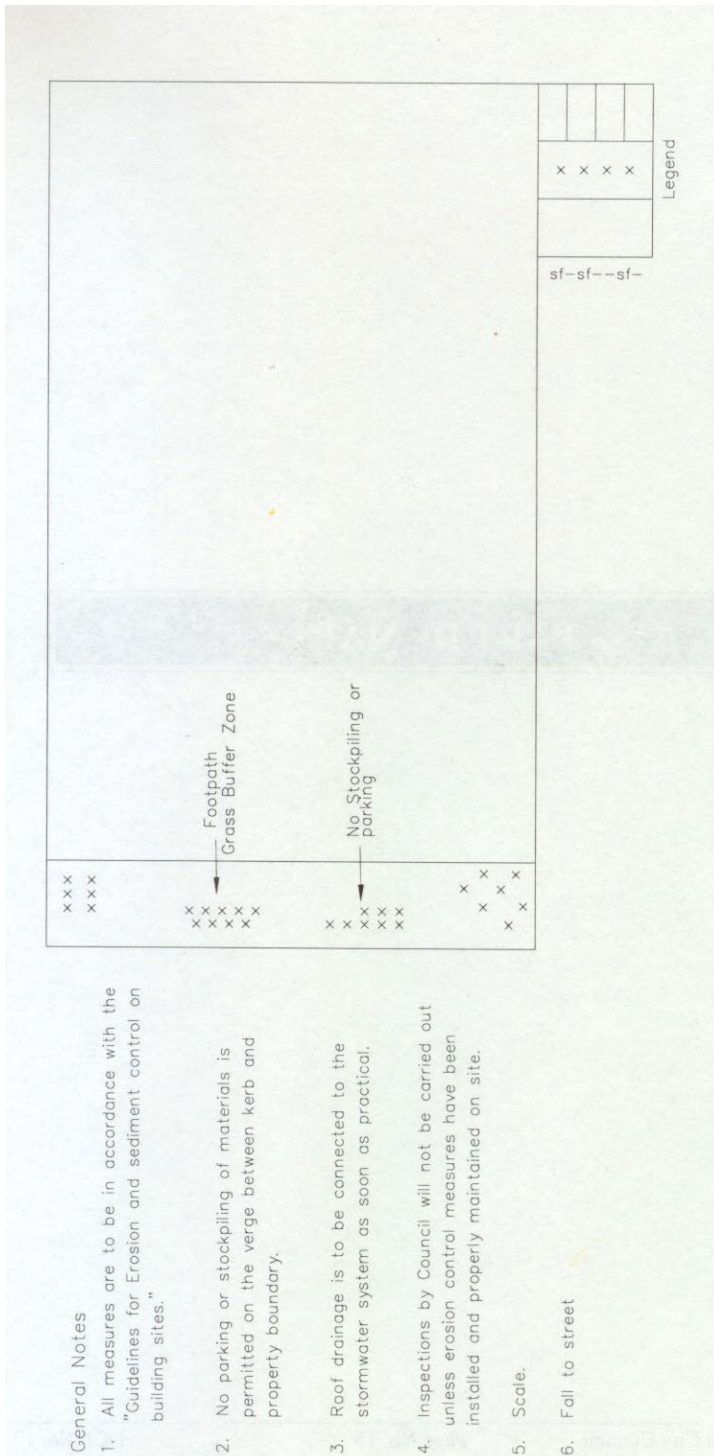 General Notes
1. All measures are to be in accordance with the
"Guidelines for Erosion and sediment control on
building sites."
2. No parking or stockpiling of materials is
permitted on the verge between kerb and
property boundary.
3. Roof drainage is to be connected to the
stormwater system as soon as practical.
4. Inspections by Council will not be carried out
unless erosion control measures have been
installed and properly maintained on site.
5. Scale.
6. Fall to street
Footpath
Grass Buffer Zone
No Stockpiling or
parking
sf-sf--sf-
Legend